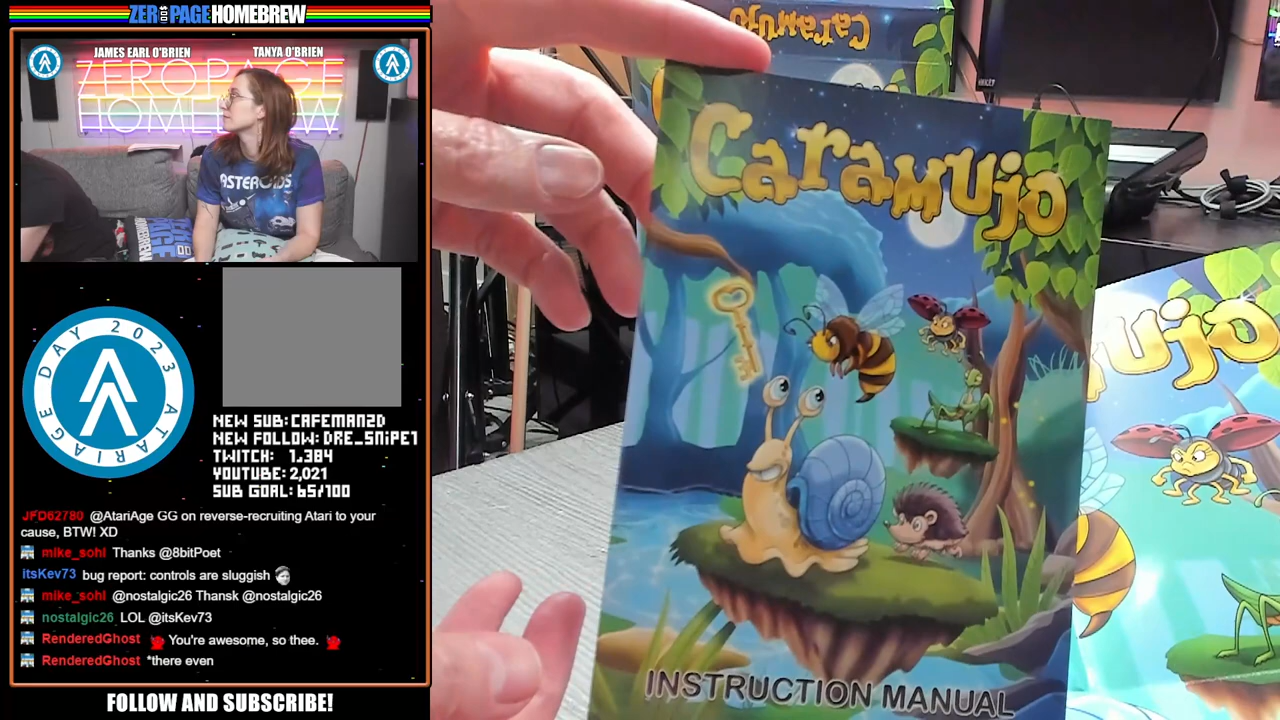 ZERO PAGE HOMEBREW
JAMES EARL O'BRIEN
TANYA O'BRIEN
ZEROPAGE
HOMEBREW
ASTEROIDS
ATARIAGE DAY 2023
NEW SUB: CAFEMAN2D
NEW FOLLOW: DRE_SNIPE1
TWITCH: 1,384
YOUTUBE: 2,021
SUB GOAL: 65/100
JFD62780 @AtariAge GG on reverse-recruiting Atari to your
cause, BTW! XD
mike_sohl Thanks @8bitPoet
itsKev73 bug report: controls are sluggish
mike_sohl @nostalgic26 Thansk @nostalgic26
nostalgic26 LOL @itsKev73
RenderedGhost You're awesome, so thee.
RenderedGhost *there even
FOLLOW AND SUBSCRIBE!
Caramujo
Caramujo
INSTRUCTION MANUAL
ujo